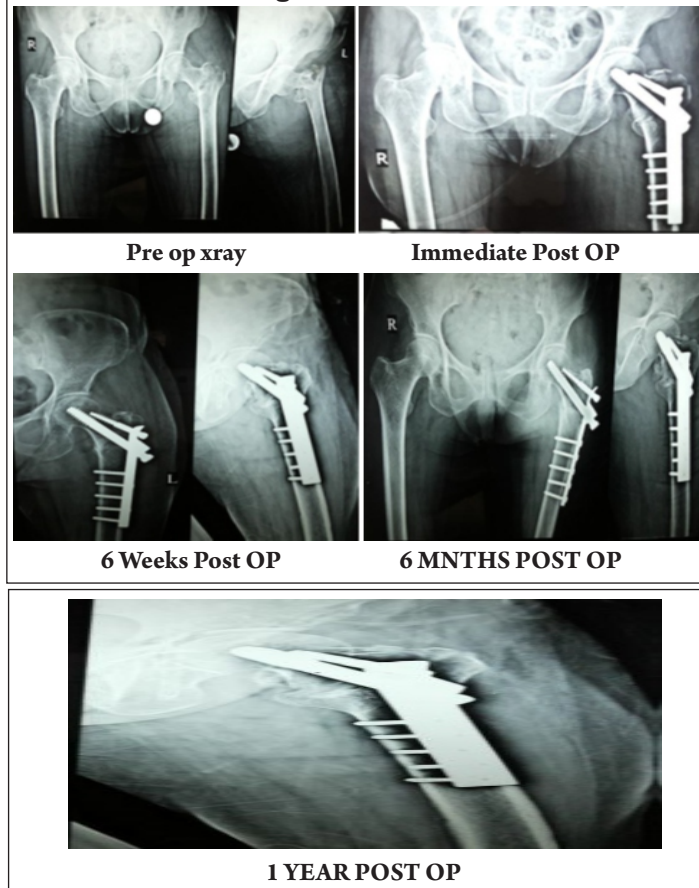 R
L
R
Pre op xray
Immediate Post OP
L
R
6 Weeks Post OP
6 MNTHS POST OP
1 YEAR POST OP